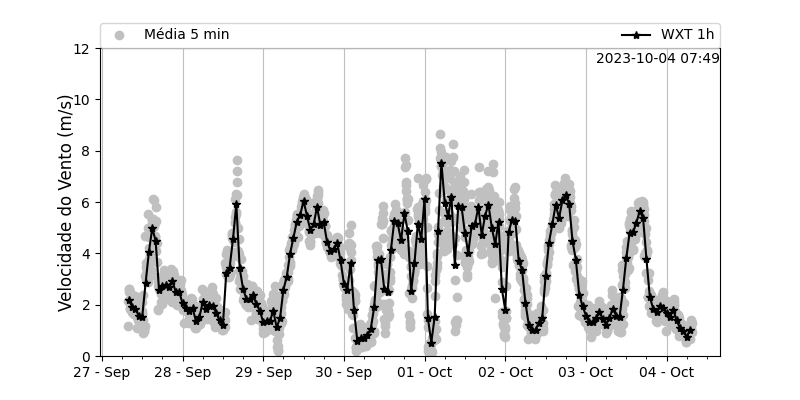 Média 5 min
WXT 1h
2023-10-04 07:49
Velocidade do Vento (m/s)
12
10
8
6
4
2
0
27 - Sep
28 - Sep
29 - Sep
30 - Sep
01 - Oct
02 - Oct
03 - Oct
04 - Oct